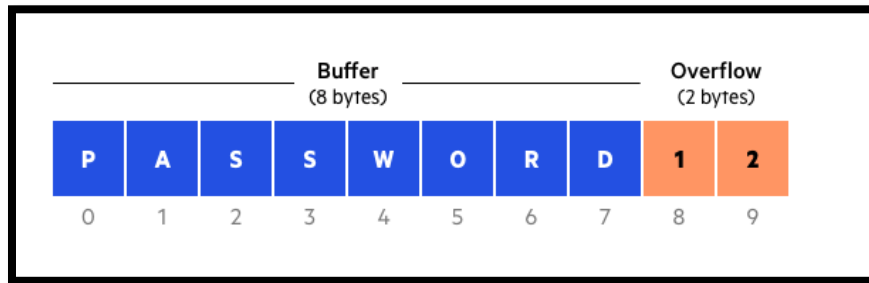 Buffer Overflow
(8 bytes) (2 bytes)
P A S S W O R D 1 2
0 1 2 3 4 5 6 7 8 9